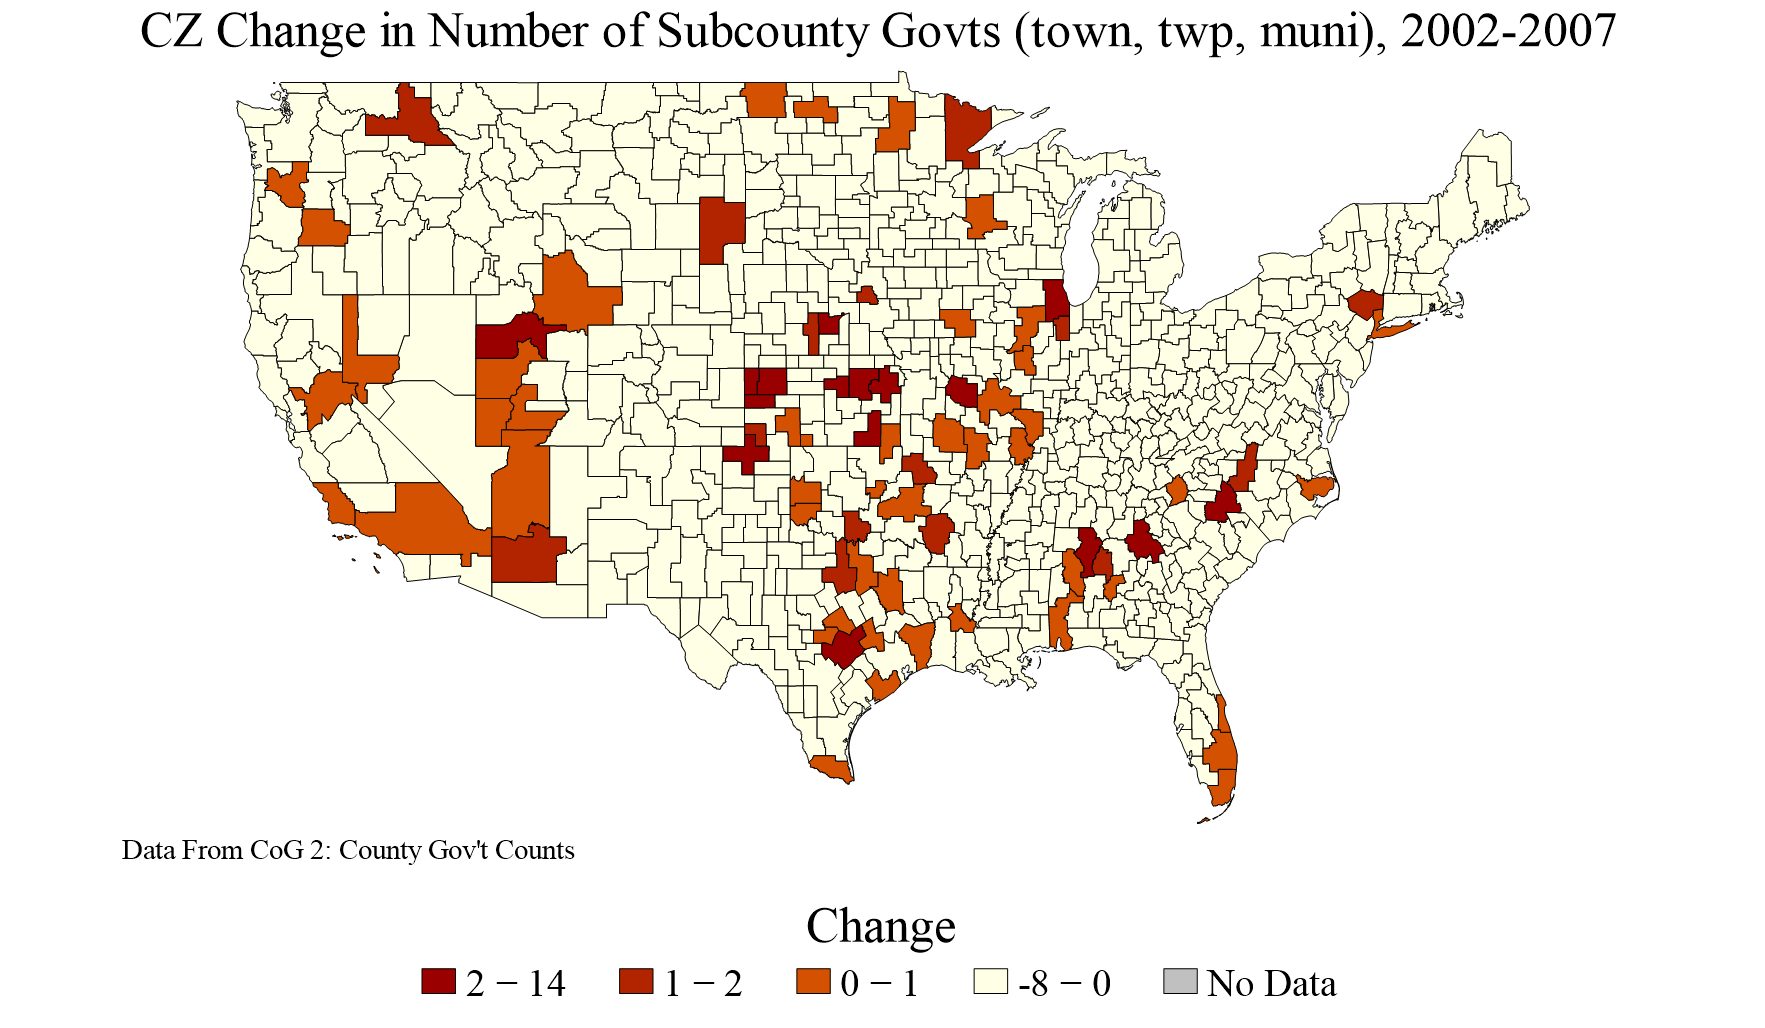 CZ Change in Number of Subcounty Govts (town, twp, muni), 2002-2007
Data From CoG 2: County Gov't Counts
Change
2 − 14
1 − 2
0 − 1
-8 − 0
No Data